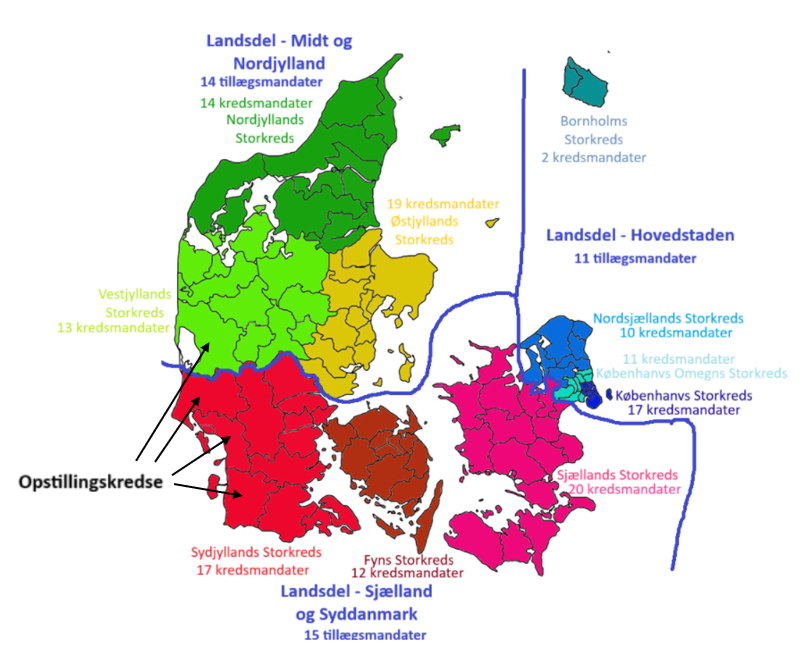 Landsdel - Midt og
Nordjylland
14 tillægsmandater
14 kredsmandater
Nordjyllands
Storkreds
Bornholms
Storkreds
2 kredsmandater
19 kredsmandater
Østjyllands
Storkreds
Landsdel - Hovedstaden
11 tillægsmandater
Vestjyllands
Storkreds
13 kredsmandater
Nordsjællands Storkreds
10 kredsmandater
11 kredsmandater
Københanvs Omegns Storkreds
Københanvs Storkreds
17 kredsmandater
Opstillingskredse
Sjællands Storkreds
20 kredsmandater
Sydjyllands Storkreds
17 kredsmandater
Fyns Storkreds
12 kredsmandater
Landsdel - Sjælland
og Syddanmark
15 tillægsmandater